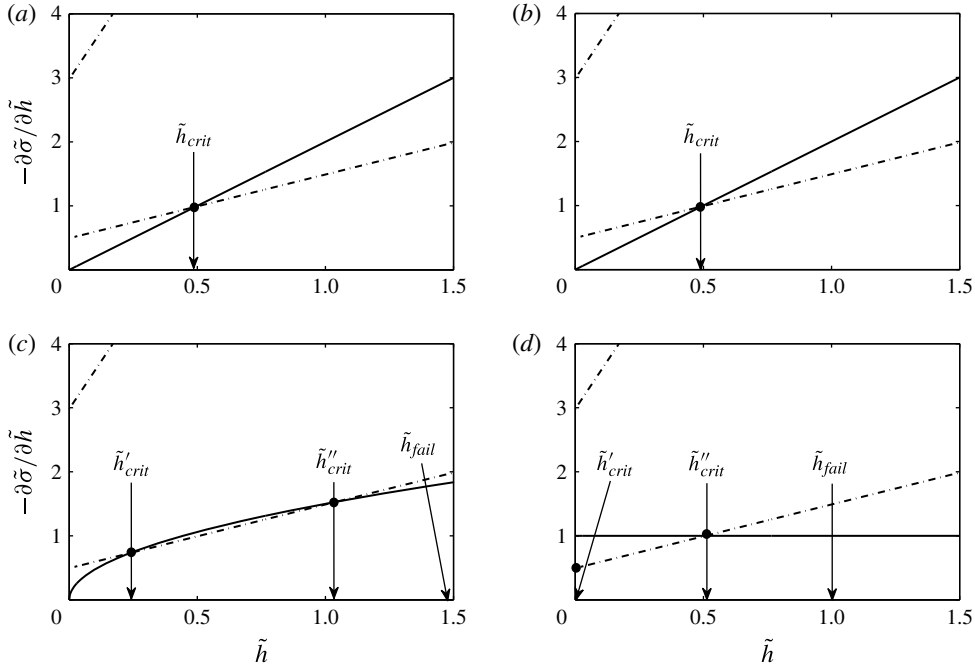 (a)
(b)
4
3
2
1
0
0.5
1.0
1.5
−∂σ̃/∂h̃
h̃crit
4
3
2
1
0
0.5
1.0
1.5
h̃crit
(c)
(d)
4
3
2
1
0
0.5
1.0
1.5
−∂σ̃/∂h̃
h̃
h̃′crit
h̃″crit
h̃fail
4
3
2
1
0
0.5
1.0
1.5
h̃
h̃′crit
h̃″crit
h̃fail